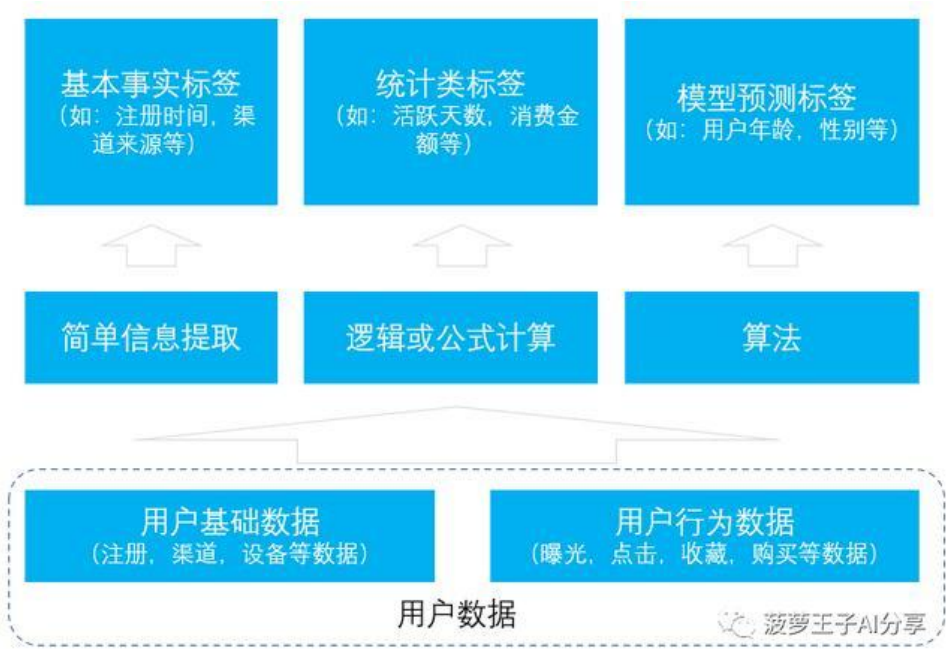 基本事实标签
(如：注册时间，渠
道来源等)
统计类标签
(如：活跃天数，消费金
额等)
模型预测标签
(如：用户年龄，性别等)
简单信息提取
逻辑或公式计算
算法
用户基础数据
(注册，渠道，设备等数据)
用户行为数据
(曝光，点击，收藏，购买等数据)
用户数据
菠萝王子AI分享